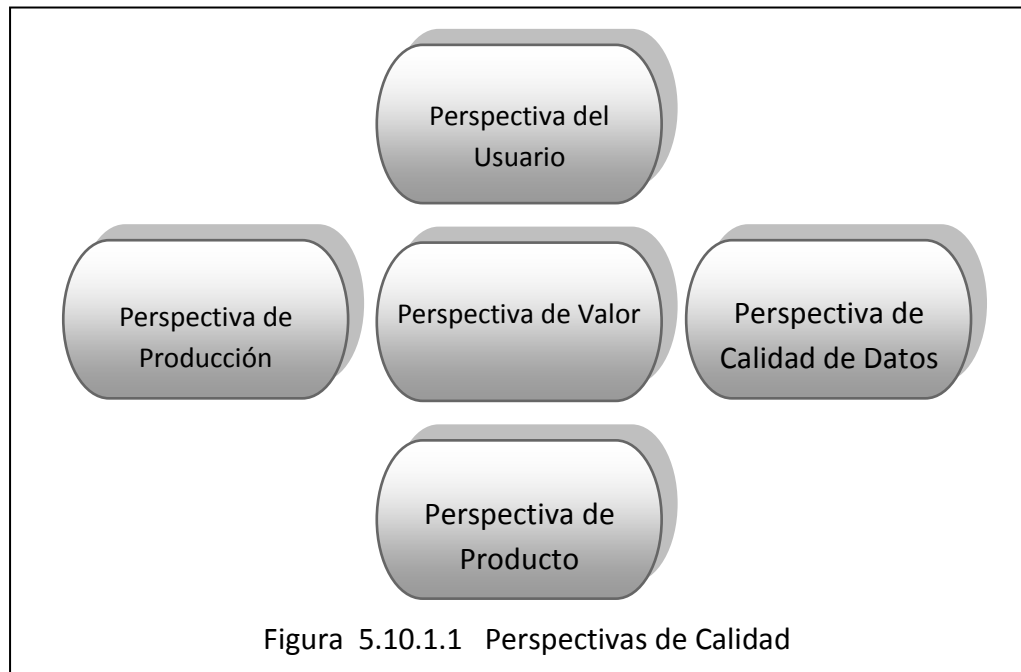 Perspectiva del
Usuario
Perspectiva de
Producción
Perspectiva de Valor
Perspectiva de
Calidad de Datos
Perspectiva de
Producto
Figura 5.10.1.1 Perspectivas de Calidad